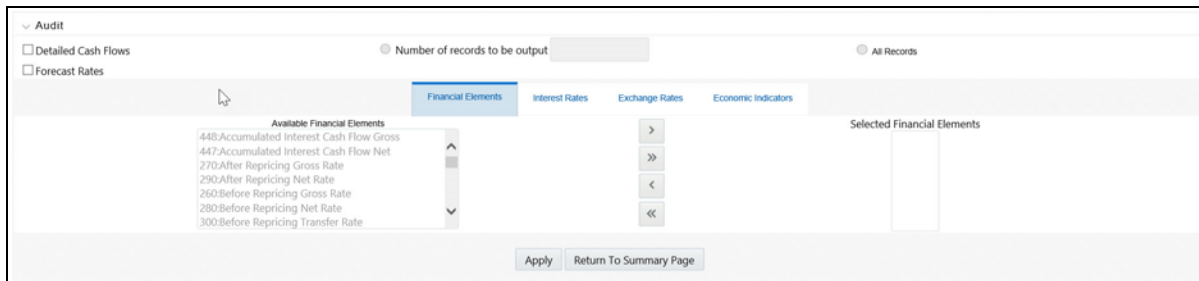 Audit
Detailed Cash Flows Number of records to be output All Records
Forecast Rates
Financial Elements Interest Rates Exchange Rates Economic Indicators
Available Financial Elements Selected Financial Elements
448:Accumulated Interest Cash Flow Gross
447:Accumulated Interest Cash Flow Net
270:After Repricing Gross Rate
290:After Repricing Net Rate
260:Before Repricing Gross Rate
280:Before Repricing Net Rate
300:Before Repricing Transfer Rate
Apply Return To Summary Page